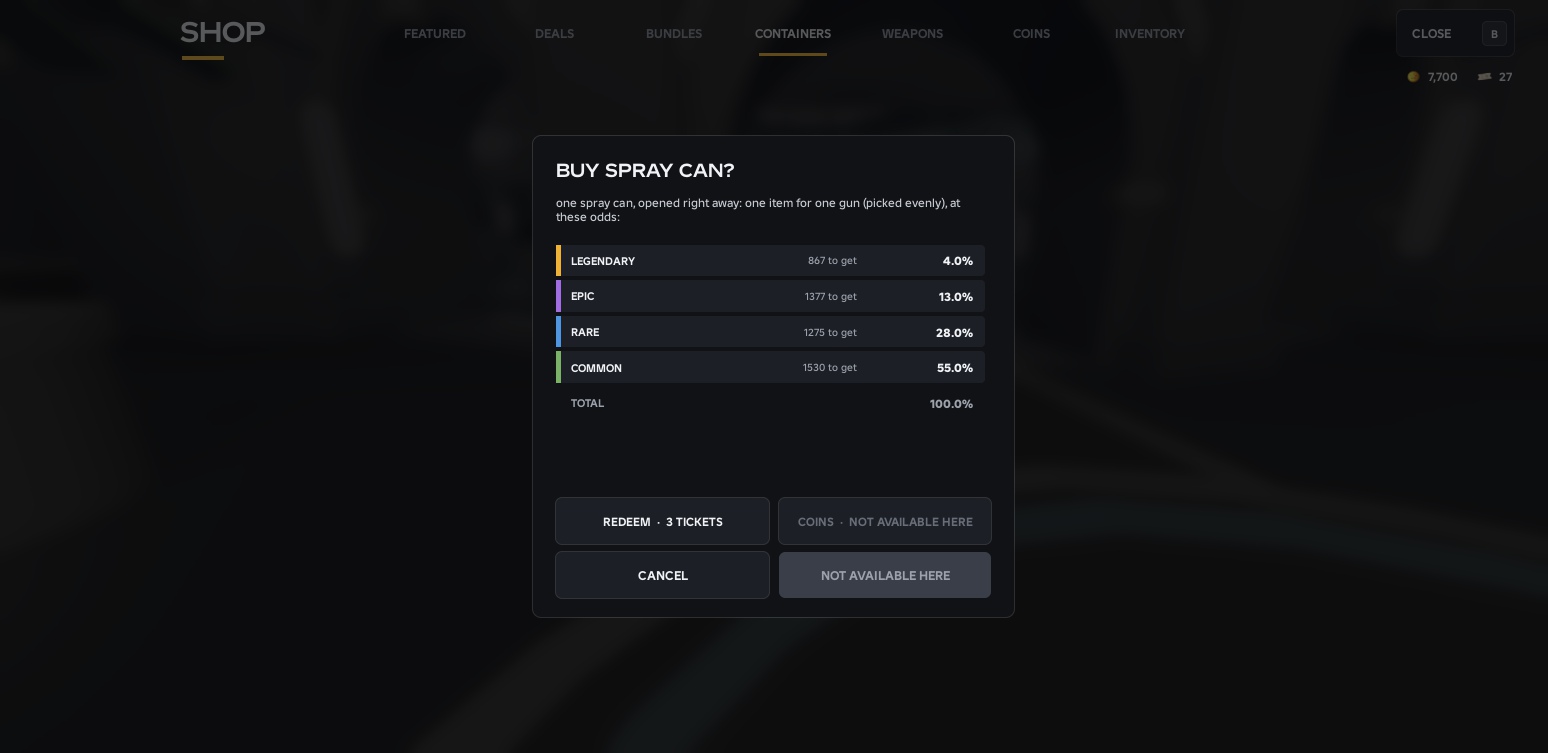 SHOP
FEATURED
DEALS
BUNDLES
CONTAINERS
WEAPONS
COINS
INVENTORY
CLOSE B
7,700 27
BUY SPRAY CAN?
one spray can, opened right away: one item for one gun (picked evenly), at
these odds:
LEGENDARY 867 to get 4.0%
EPIC 1377 to get 13.0%
RARE 1275 to get 28.0%
COMMON 1530 to get 55.0%
TOTAL 100.0%
REDEEM · 3 TICKETS
COINS · NOT AVAILABLE HERE
CANCEL
NOT AVAILABLE HERE